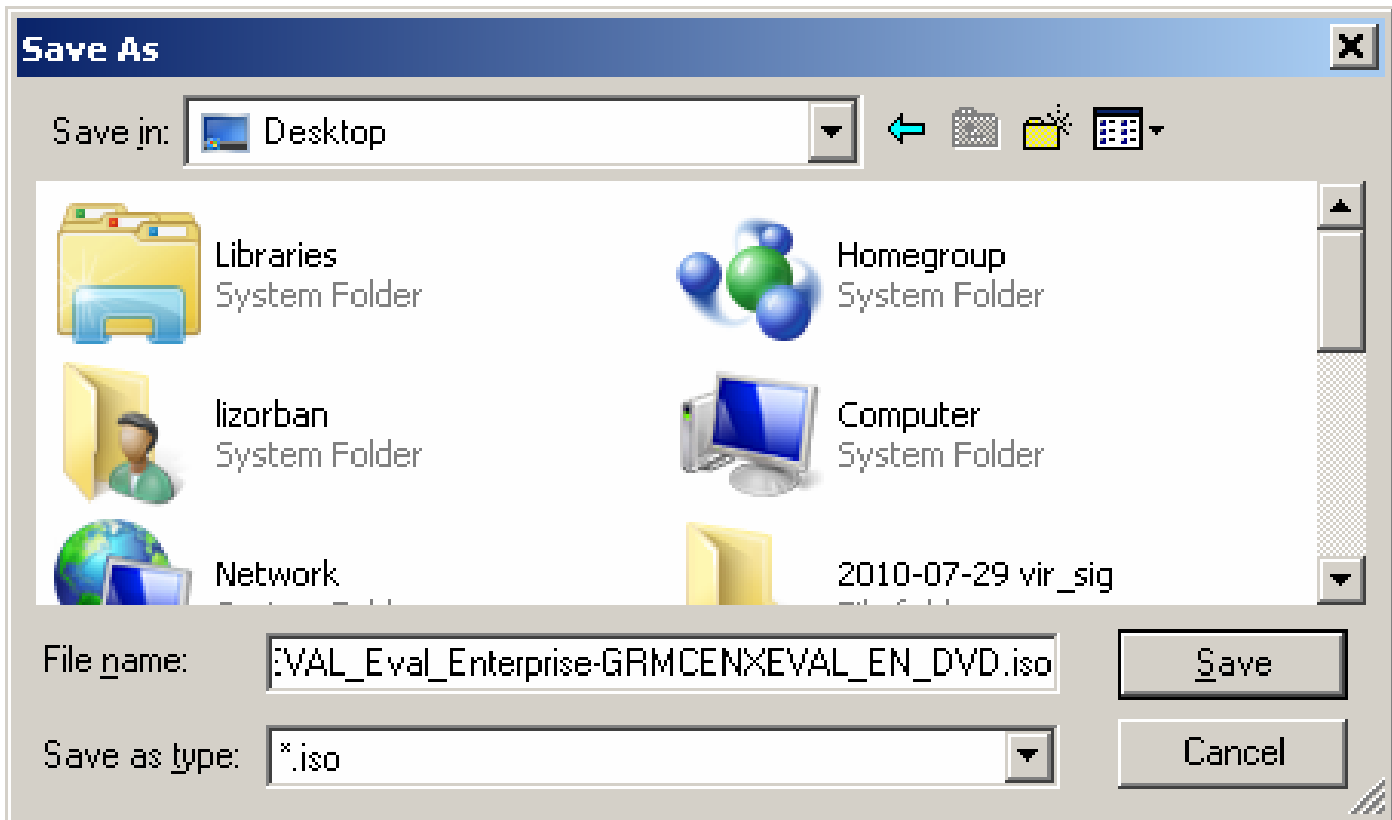 Save As
Save in: Desktop
Libraries
System Folder
Homegroup
System Folder
lizorban
System Folder
Computer
System Folder
Network
2010-07-29 vir_sig
File name: EVAL_Eval_Enterprise-GRMCENXEVAL_EN_DVD.iso
Save
Save as type: *.iso
Cancel